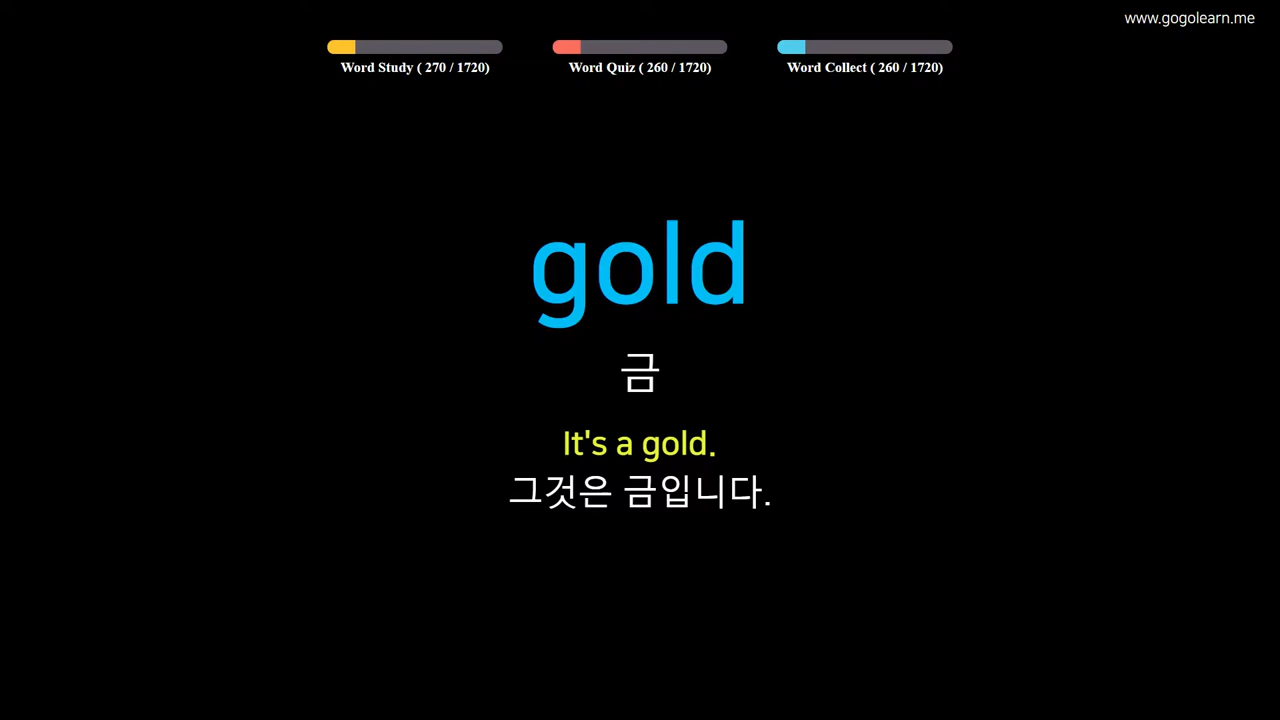 www.gogolearn.me
Word Study ( 270 / 1720)
Word Quiz ( 260 / 1720)
Word Collect ( 260 / 1720)
gold
금
It's a gold.
그것은 금입니다.